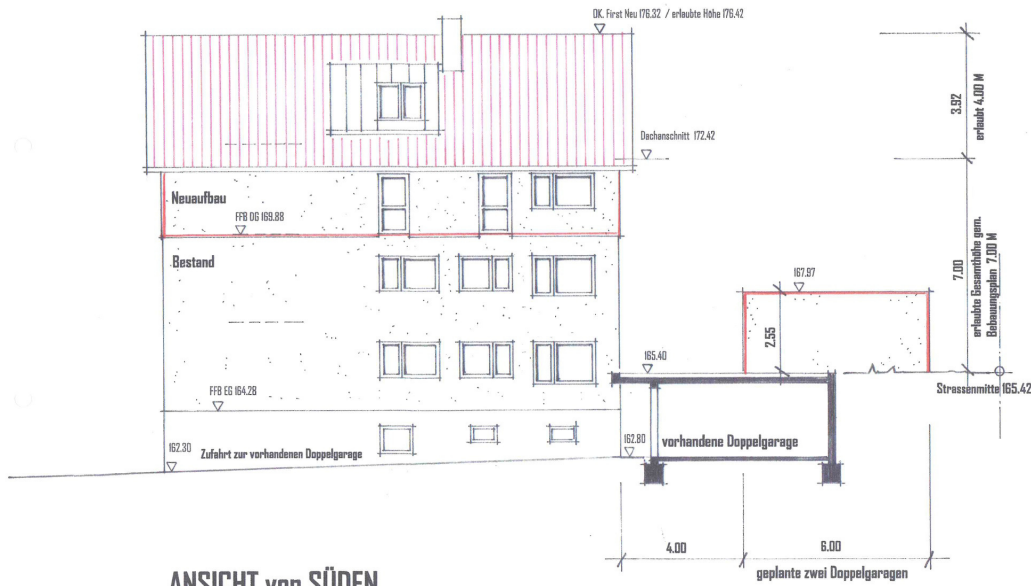 OK. First Neu 176.32 / erlaubte Höhe 176.42
3.92
erlaubt 4.00 M
Dachanschnitt 172.42
Neuaufbau
FFB OG 169.88
Bestand
7.00
erlaubte Gesamthöhe gem.
Bebauungsplan 7.00 M
167.97
2.55
165.40
Strassenmitte 165.42
FFB EG 164.28
162.30
Zufahrt zur vorhandenen Doppelgarage
162.80
vorhandene Doppelgarage
4.00
6.00
geplante zwei Doppelgaragen
ANSICHT von SÜDEN